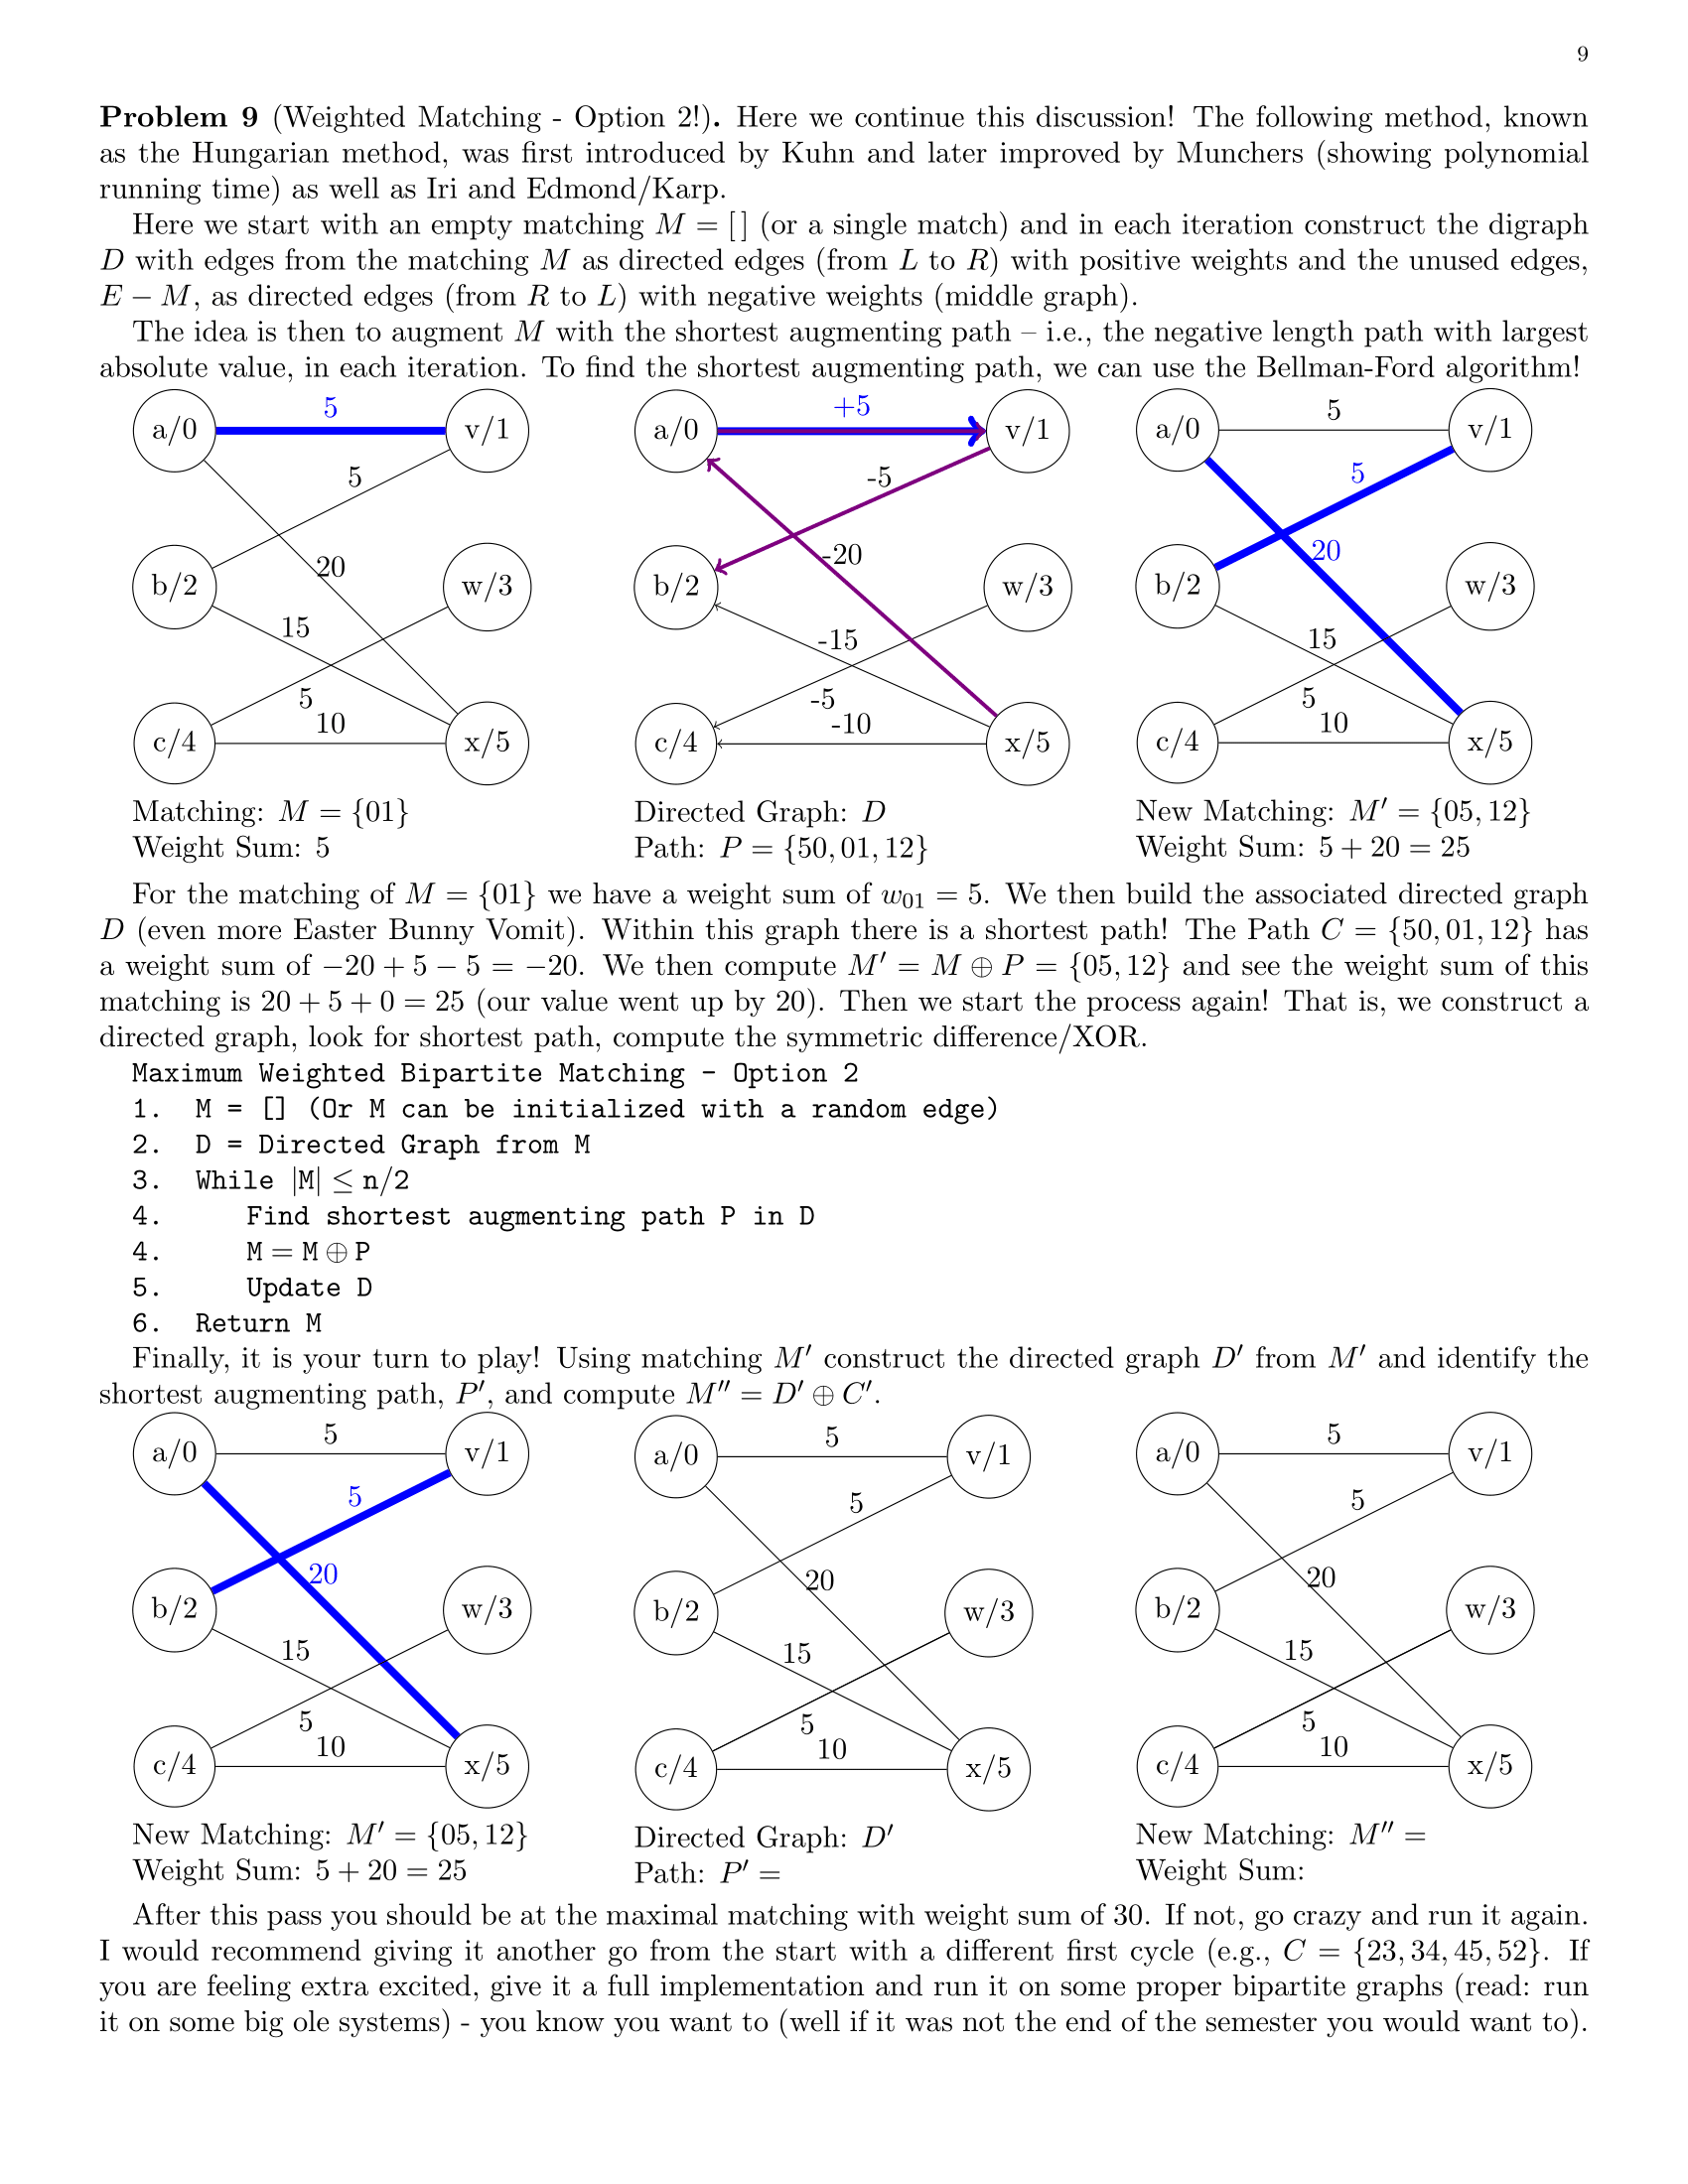 9
Problem 9 (Weighted Matching - Option 2!). Here we continue this discussion! The following method, known
as the Hungarian method, was first introduced by Kuhn and later improved by Munchers (showing polynomial
running time) as well as Iri and Edmond/Karp.
Here we start with an empty matching M = [] (or a single match) and in each iteration construct the digraph
D with edges from the matching M as directed edges (from L to R) with positive weights and the unused edges,
E − M, as directed edges (from R to L) with negative weights (middle graph).
The idea is then to augment M with the shortest augmenting path – i.e., the negative length path with largest
absolute value, in each iteration. To find the shortest augmenting path, we can use the Bellman-Ford algorithm!
a/0
5
v/1
5
b/2
20
w/3
15
5
10
c/4
x/5
Matching: M = {01}
Weight Sum: 5
a/0
+5
v/1
-5
-20
b/2
w/3
-15
-5
-10
c/4
x/5
Directed Graph: D
Path: P = {50, 01, 12}
a/0
5
v/1
5
20
b/2
w/3
15
5
10
c/4
x/5
New Matching: M′ = {05, 12}
Weight Sum: 5 + 20 = 25
For the matching of M = {01} we have a weight sum of w₀₁ = 5. We then build the associated directed graph
D (even more Easter Bunny Vomit). Within this graph there is a shortest path! The Path C = {50, 01, 12} has
a weight sum of −20 + 5 − 5 = −20. We then compute M′ = M ⊕ P = {05, 12} and see the weight sum of this
matching is 20 + 5 + 0 = 25 (our value went up by 20). Then we start the process again! That is, we construct a
directed graph, look for shortest path, compute the symmetric difference/XOR.
Maximum Weighted Bipartite Matching - Option 2
1. M = [] (Or M can be initialized with a random edge)
2. D = Directed Graph from M
3. While |M| ≤ n/2
4. Find shortest augmenting path P in D
4. M = M ⊕ P
5. Update D
6. Return M
Finally, it is your turn to play! Using matching M′ construct the directed graph D′ from M′ and identify the
shortest augmenting path, P′, and compute M″ = D′ ⊕ C′.
a/0
5
v/1
5
20
b/2
w/3
15
5
10
c/4
x/5
New Matching: M′ = {05, 12}
Weight Sum: 5 + 20 = 25
a/0
5
v/1
5
20
b/2
w/3
15
5
10
c/4
x/5
Directed Graph: D′
Path: P′ =
a/0
5
v/1
5
20
b/2
w/3
15
5
10
c/4
x/5
New Matching: M″ =
Weight Sum:
After this pass you should be at the maximal matching with weight sum of 30. If not, go crazy and run it again.
I would recommend giving it another go from the start with a different first cycle (e.g., C = {23, 34, 45, 52}. If
you are feeling extra excited, give it a full implementation and run it on some proper bipartite graphs (read: run
it on some big ole systems) - you know you want to (well if it was not the end of the semester you would want to).